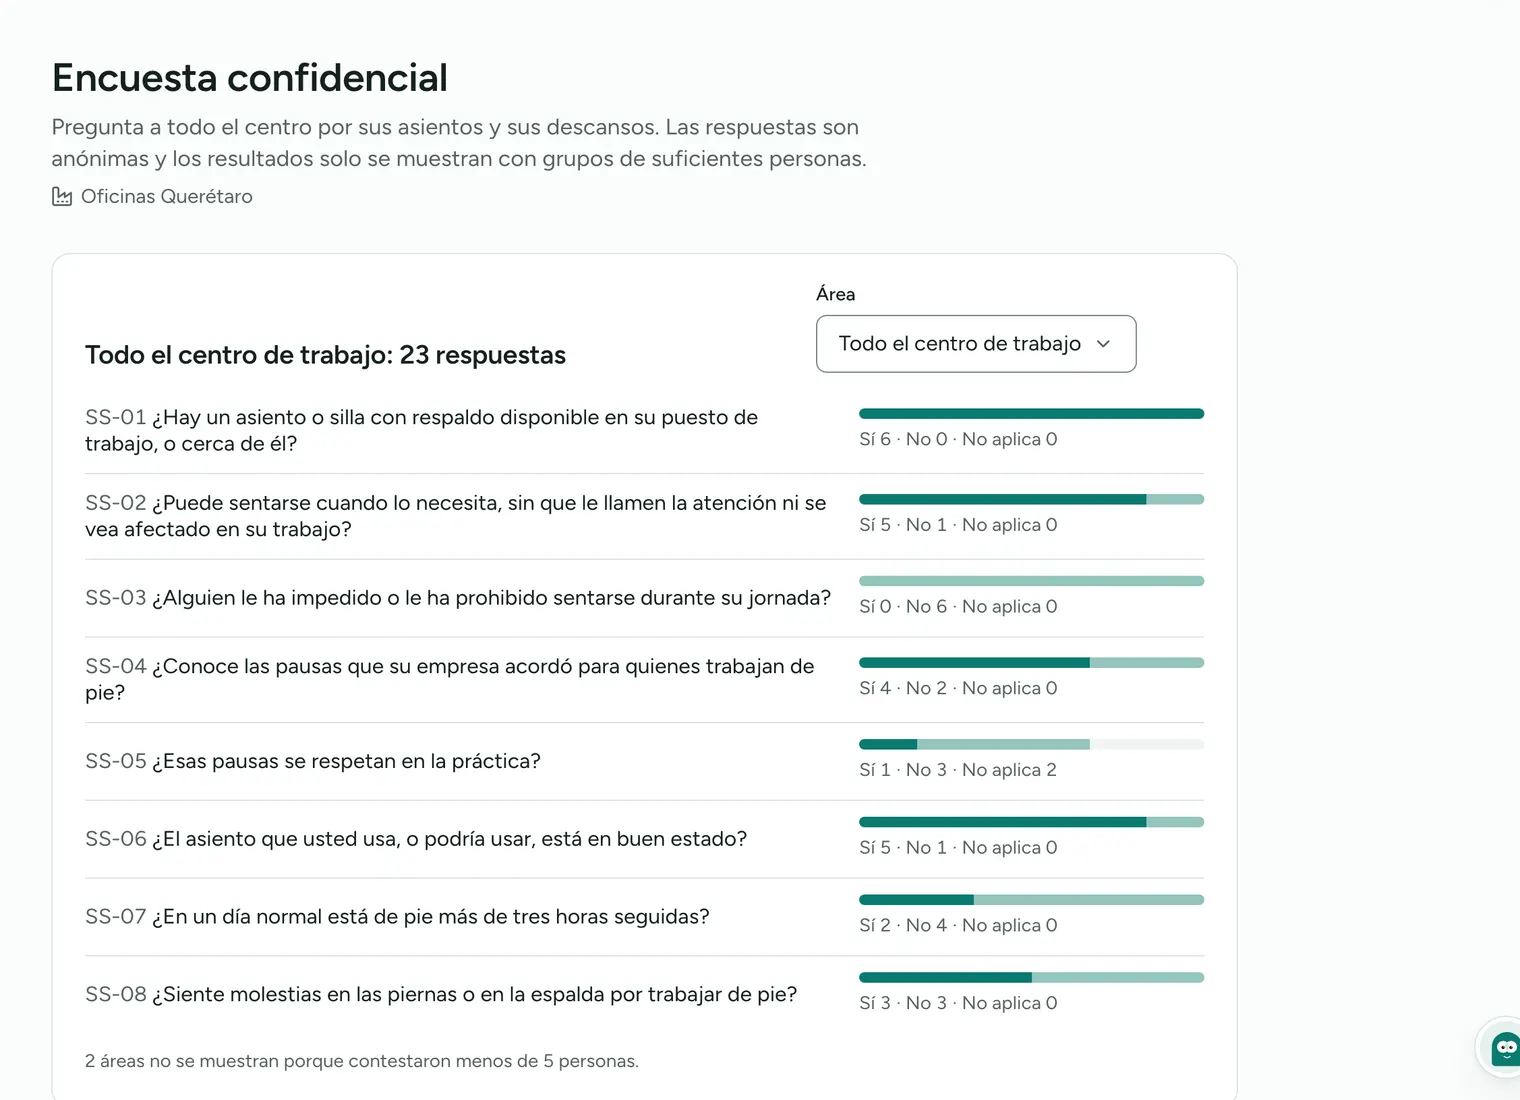 Encuesta confidencial
Pregunta a todo el centro por sus asientos y sus descansos. Las respuestas son
anónimas y los resultados solo se muestran con grupos de suficientes personas.
Oficinas Querétaro
Área
Todo el centro de trabajo: 23 respuestas
Todo el centro de trabajo
SS-01 ¿Hay un asiento o silla con respaldo disponible en su puesto de
trabajo, o cerca de él?
Sí 6 · No 0 · No aplica 0
SS-02 ¿Puede sentarse cuando lo necesita, sin que le llamen la atención ni se
vea afectado en su trabajo?
Sí 5 · No 1 · No aplica 0
SS-03 ¿Alguien le ha impedido o le ha prohibido sentarse durante su jornada?
Sí 0 · No 6 · No aplica 0
SS-04 ¿Conoce las pausas que su empresa acordó para quienes trabajan de
pie?
Sí 4 · No 2 · No aplica 0
SS-05 ¿Esas pausas se respetan en la práctica?
Sí 1 · No 3 · No aplica 2
SS-06 ¿El asiento que usted usa, o podría usar, está en buen estado?
Sí 5 · No 1 · No aplica 0
SS-07 ¿En un día normal está de pie más de tres horas seguidas?
Sí 2 · No 4 · No aplica 0
SS-08 ¿Siente molestias en las piernas o en la espalda por trabajar de pie?
Sí 3 · No 3 · No aplica 0
2 áreas no se muestran porque contestaron menos de 5 personas.